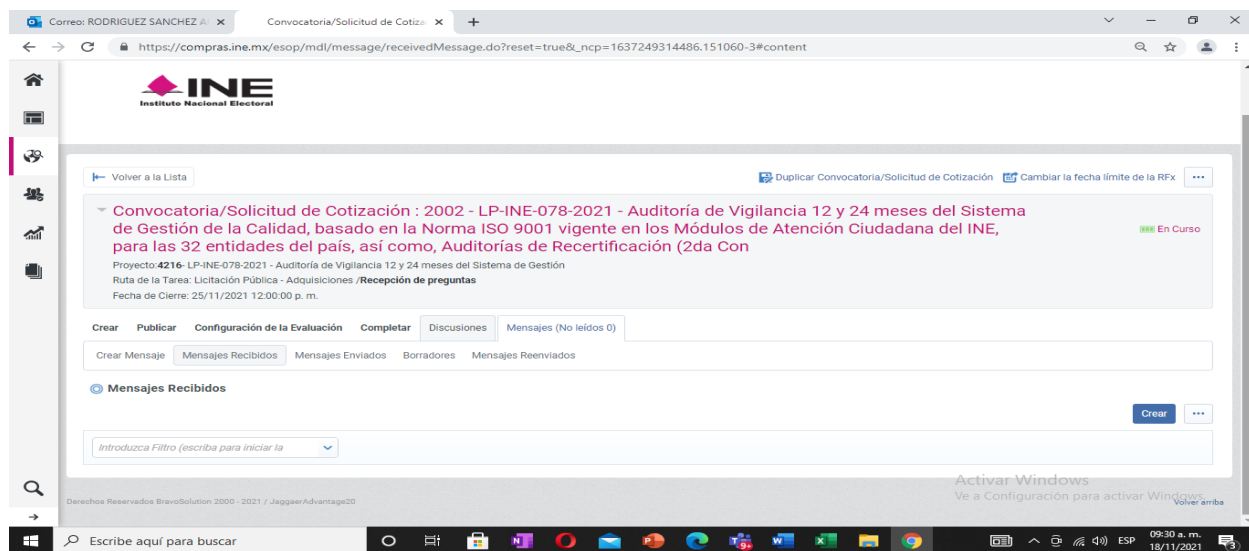 Correo: RODRIGUEZ SANCHEZ A
Convocatoria/Solicitud de Cotiza
https://compras.ine.mx/esop/mdl/message/receivedMessage.do?reset=true&_ncp=1637249314486.151060-3#content
INE
Instituto Nacional Electoral
Volver a la Lista
Duplicar Convocatoria/Solicitud de Cotización
Cambiar la fecha límite de la RFx
Convocatoria/Solicitud de Cotización : 2002 - LP-INE-078-2021 - Auditoría de Vigilancia 12 y 24 meses del Sistema
de Gestión de la Calidad, basado en la Norma ISO 9001 vigente en los Módulos de Atención Ciudadana del INE,
para las 32 entidades del país, así como, Auditorías de Recertificación (2da Con
En Curso
Proyecto:4216- LP-INE-078-2021 - Auditoría de Vigilancia 12 y 24 meses del Sistema de Gestión
Ruta de la Tarea: Licitación Pública - Adquisiciones /Recepción de preguntas
Fecha de Cierre: 25/11/2021 12:00:00 p. m.
Crear Publicar Configuración de la Evaluación Completar Discusiones Mensajes (No leídos 0)
Crear Mensaje Mensajes Recibidos Mensajes Enviados Borradores Mensajes Reenviados
Mensajes Recibidos
Crear
Introduzca Filtro (escriba para iniciar la
Activar Windows
Ve a Configuración para activar Windows.
Derechos Reservados BravoSolution 2000 - 2021 / JaggaerAdvantage20
Volver arriba
Escribe aquí para buscar
9+
ESP
09:30 a. m.
18/11/2021
3